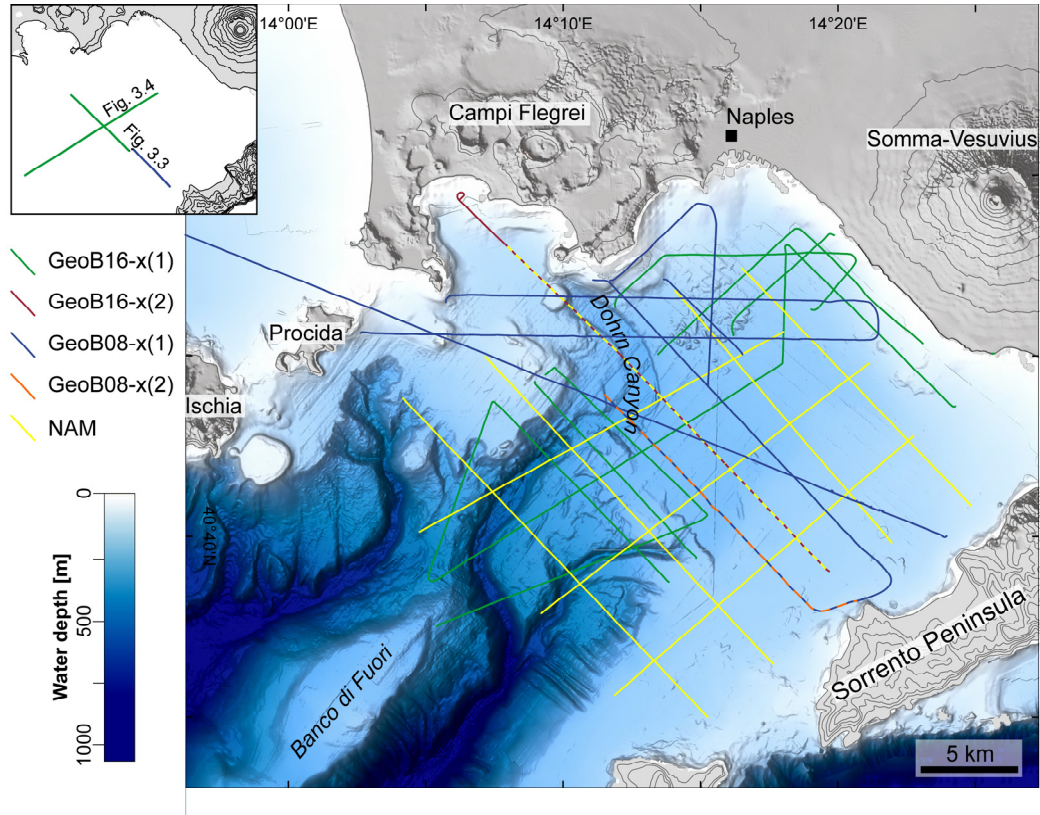 14°00'E
14°10'E
14°20'E
Fig. 3.4
Fig. 3.3
Campi Flegrei
Naples
Somma-Vesuvius
GeoB16-x(1)
GeoB16-x(2)
GeoB08-x(1)
GeoB08-x(2)
NAM
Procida
Ischia
Dohrn Canyon
40°40'N
Water depth [m]
0
500
1000
Banco di Fuori
Sorrento Peninsula
5 km